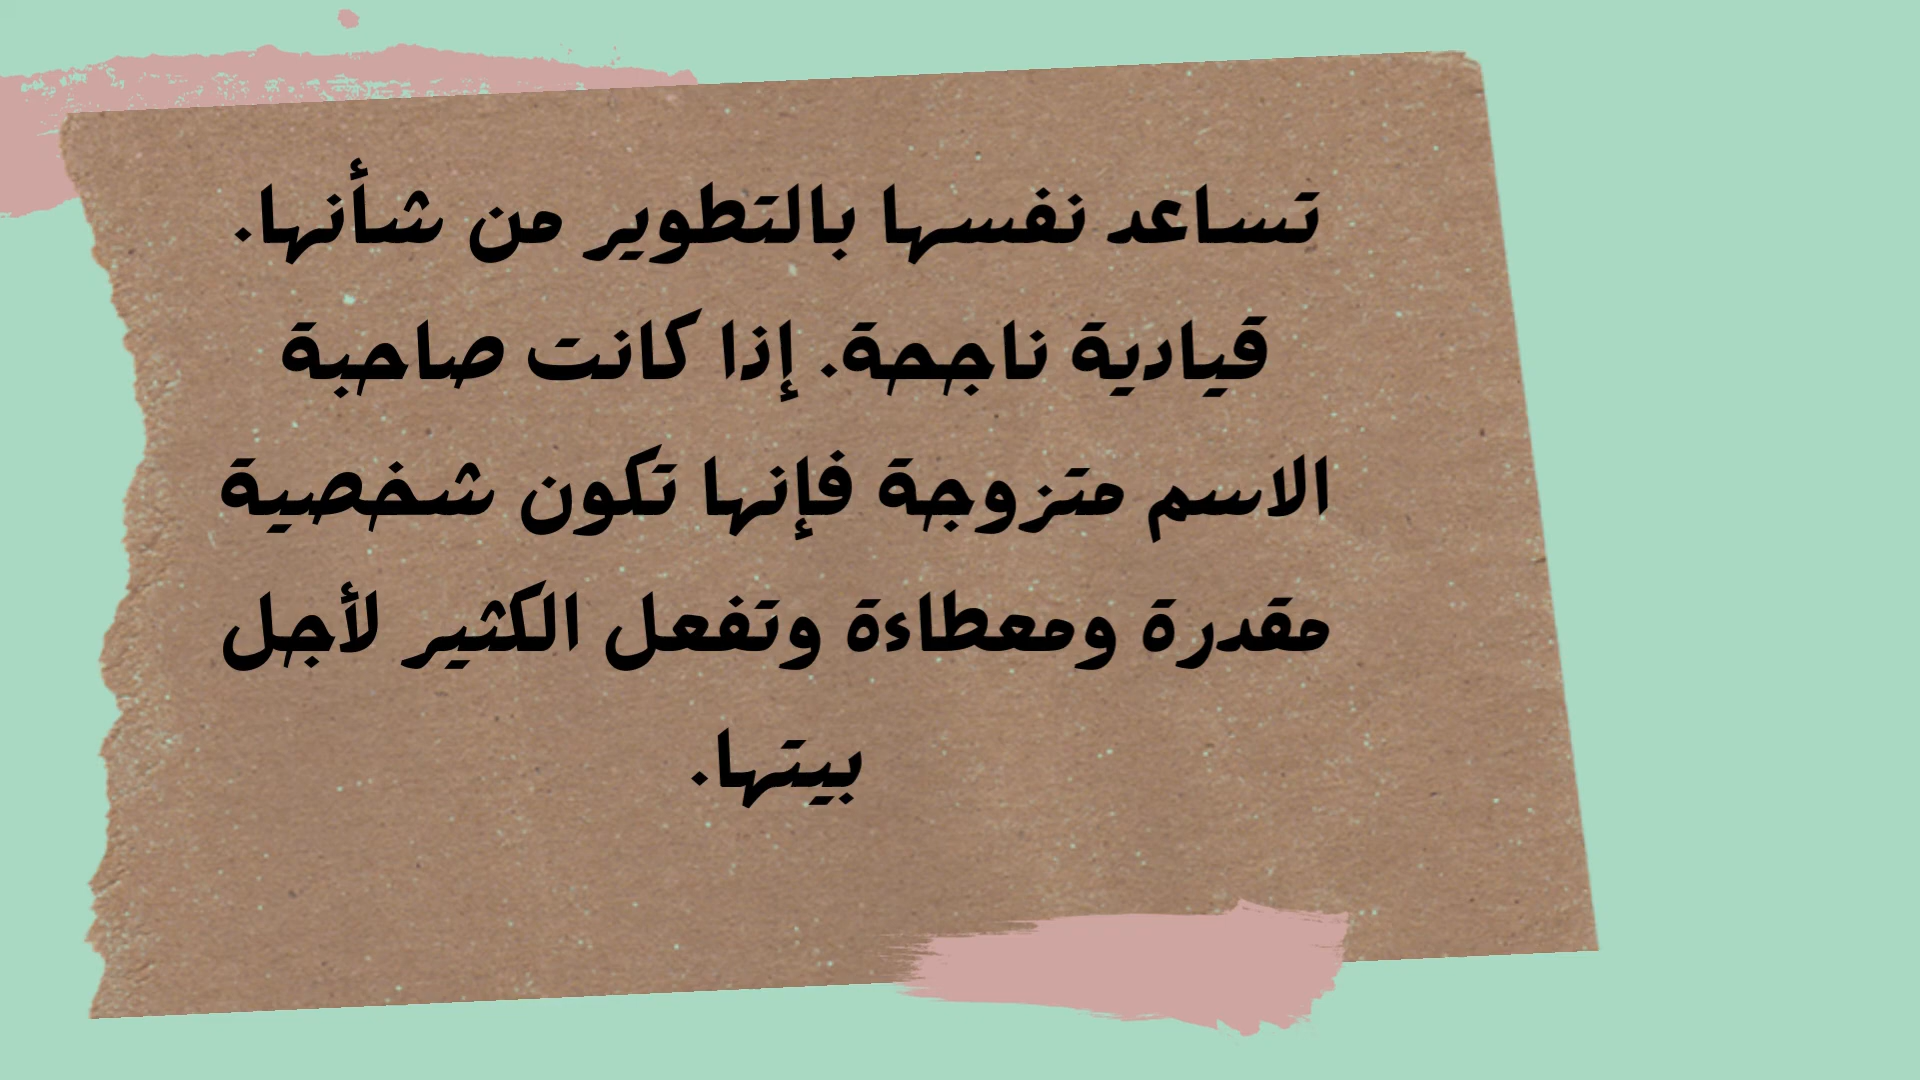 تساعد نفسها بالتطوير من شأنها.
قيادية ناجحة. إذا كانت صاحبة
الاسم متزوجة فإنها تكون شخصية
مقدرة ومعطاءة وتفعل الكثير لأجل
بيتها.